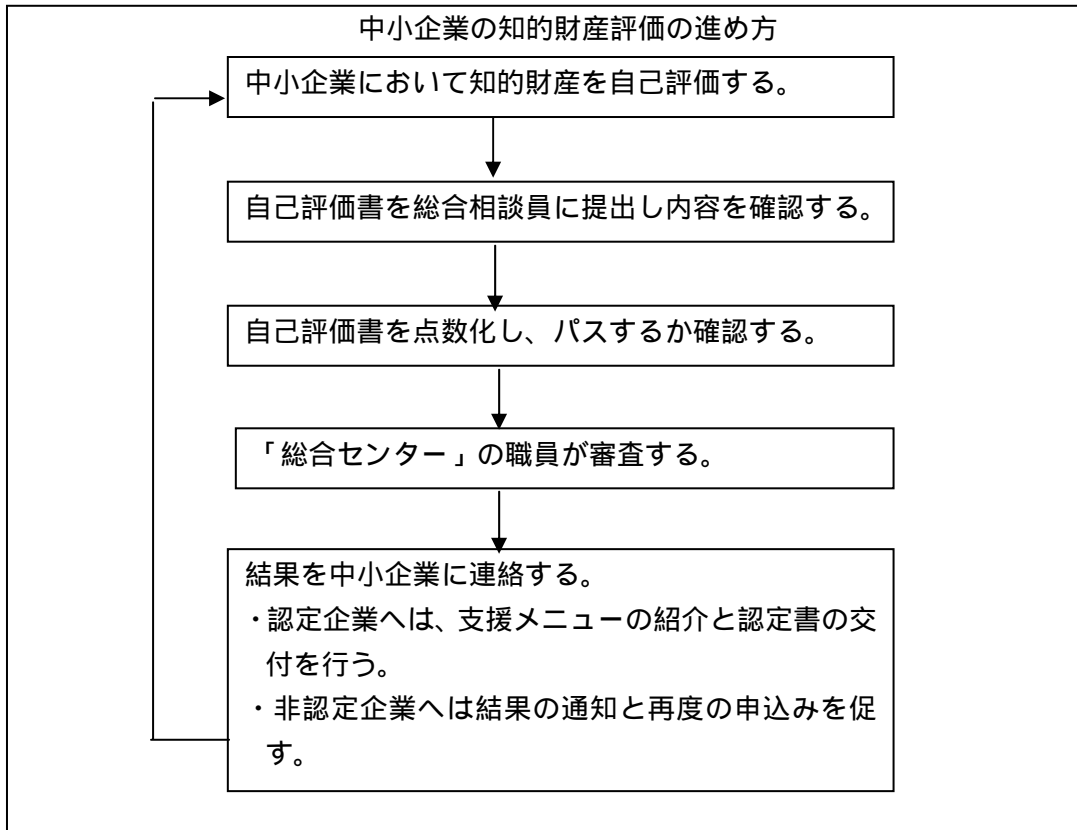 中小企業の知的財産評価の進め方
中小企業において知的財産を自己評価する。
自己評価書を総合相談員に提出し内容を確認する。
自己評価書を点数化し、パスするか確認する。
「総合センター」の職員が審査する。
結果を中小企業に連絡する。
・認定企業へは、支援メニューの紹介と認定書の交
付を行う。
・非認定企業へは結果の通知と再度の申込みを促
す。